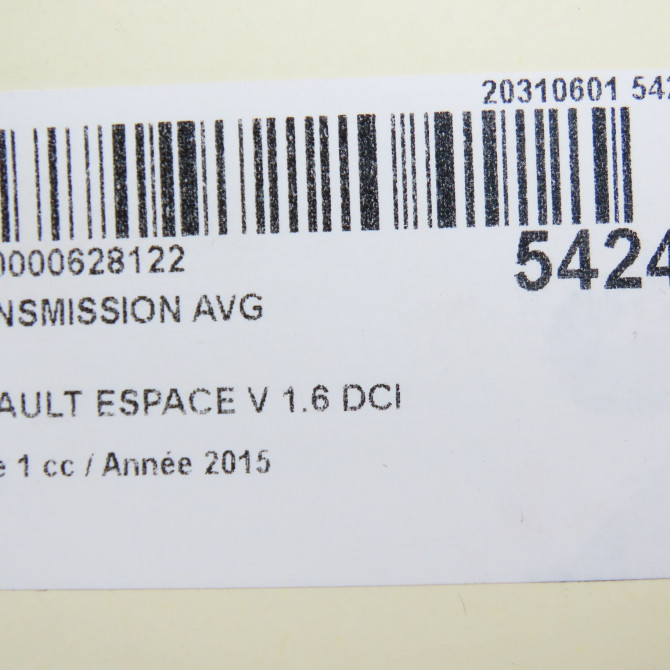 20310601 542
0000628122
5424
NSMISSION AVG
AULT ESPACE V 1.6 DCI
e 1 cc / Année 2015